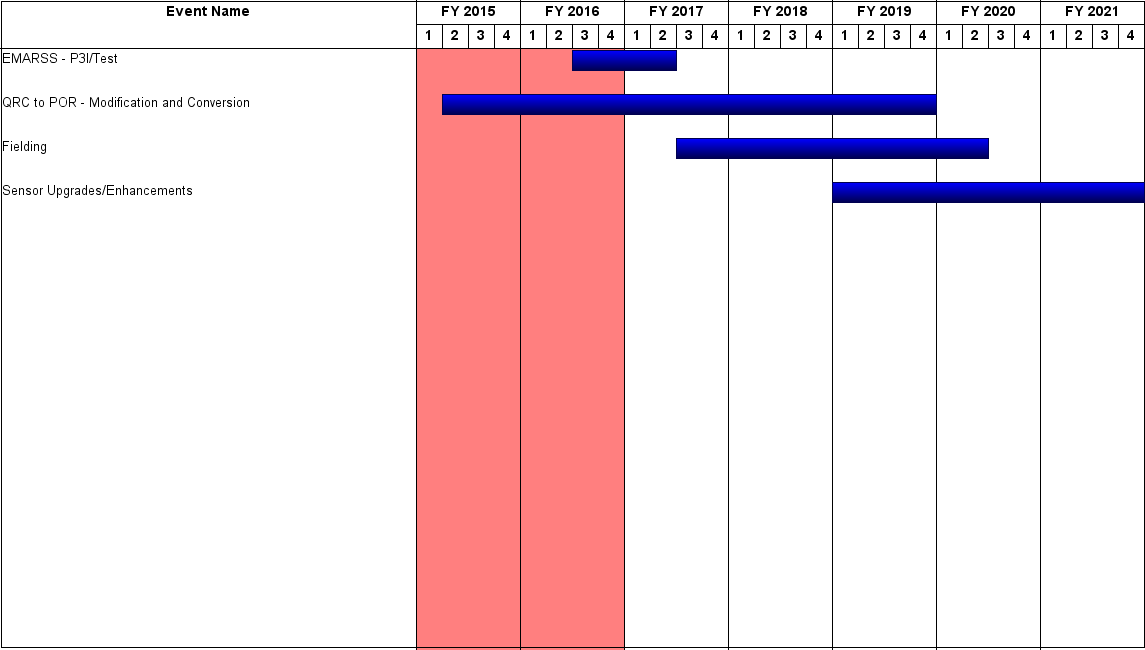 Event Name FY 2015 FY 2016 FY 2017 FY 2018 FY 2019 FY 2020 FY 2021
1 2 3 4 1 2 3 4 1 2 3 4 1 2 3 4 1 2 3 4 1 2 3 4 1 2 3 4
EMARSS - P3I/Test
QRC to POR - Modification and Conversion
Fielding
Sensor Upgrades/Enhancements